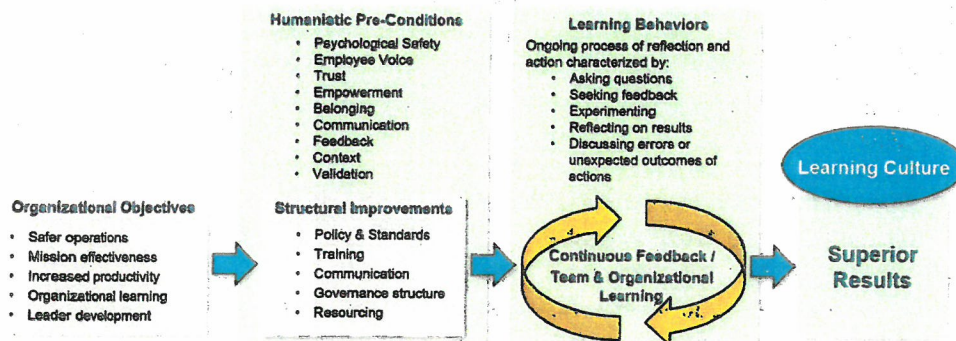 Humanistic Pre-Conditions
• Psychological Safety
• Employee Voice
• Trust
• Empowerment
• Belonging
• Communication
• Feedback
• Context
• Validation
Learning Behaviors
Ongoing process of reflection and
action characterized by:
• Asking questions
• Seeking feedback
• Experimenting
• Reflecting on results
• Discussing errors or
unexpected outcomes of
actions
Organizational Objectives
• Safer operations
• Mission effectiveness
• Increased productivity
• Organizational learning
• Leader development
Structural Improvements
• Policy & Standards
• Training
• Communication
• Governance structure
• Resourcing
Continuous Feedback /
Team & Organizational
Learning
Learning Culture
Superior
Results